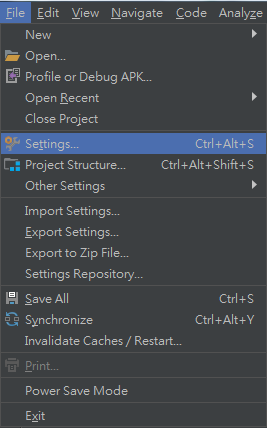 File Edit View Navigate Code Analyze
New
Open...
Profile or Debug APK...
Open Recent
Close Project
Settings... Ctrl+Alt+S
Project Structure... Ctrl+Alt+Shift+S
Other Settings
Import Settings...
Export Settings...
Export to Zip File...
Settings Repository...
Save All Ctrl+S
Synchronize Ctrl+Alt+Y
Invalidate Caches / Restart...
Print...
Power Save Mode
Exit